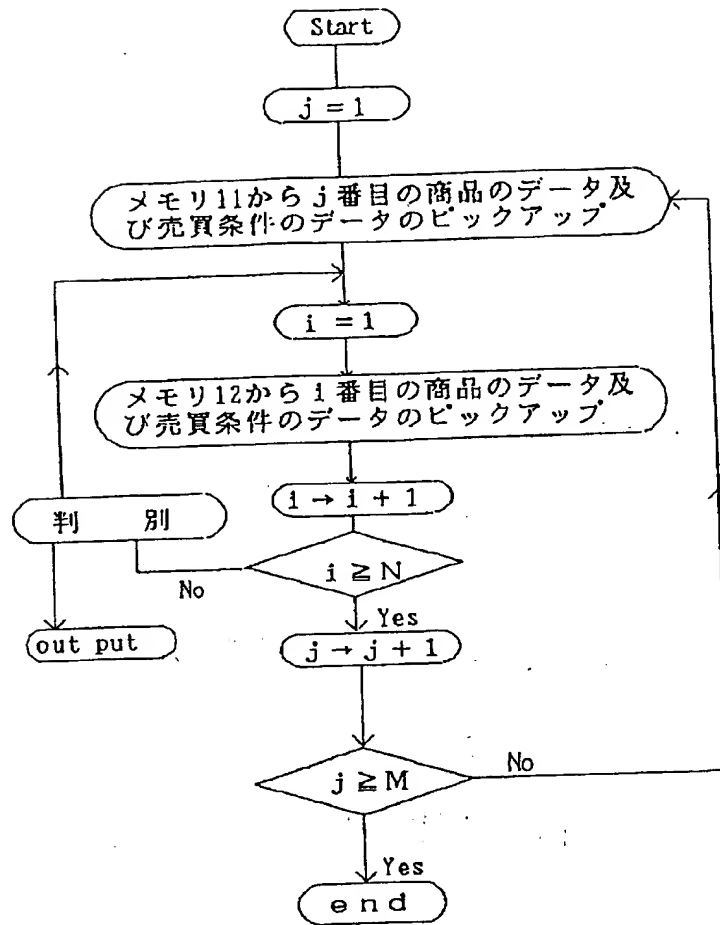 Start
j = 1
メモリ11からj番目の商品のデータ及
び売買条件のデータのピックアップ
i = 1
メモリ12からi番目の商品のデータ及
び売買条件のデータのピックアップ
i → i + 1
判 別
i ≧ N
No
Yes
out put
j → j + 1
j ≧ M
No
Yes
end